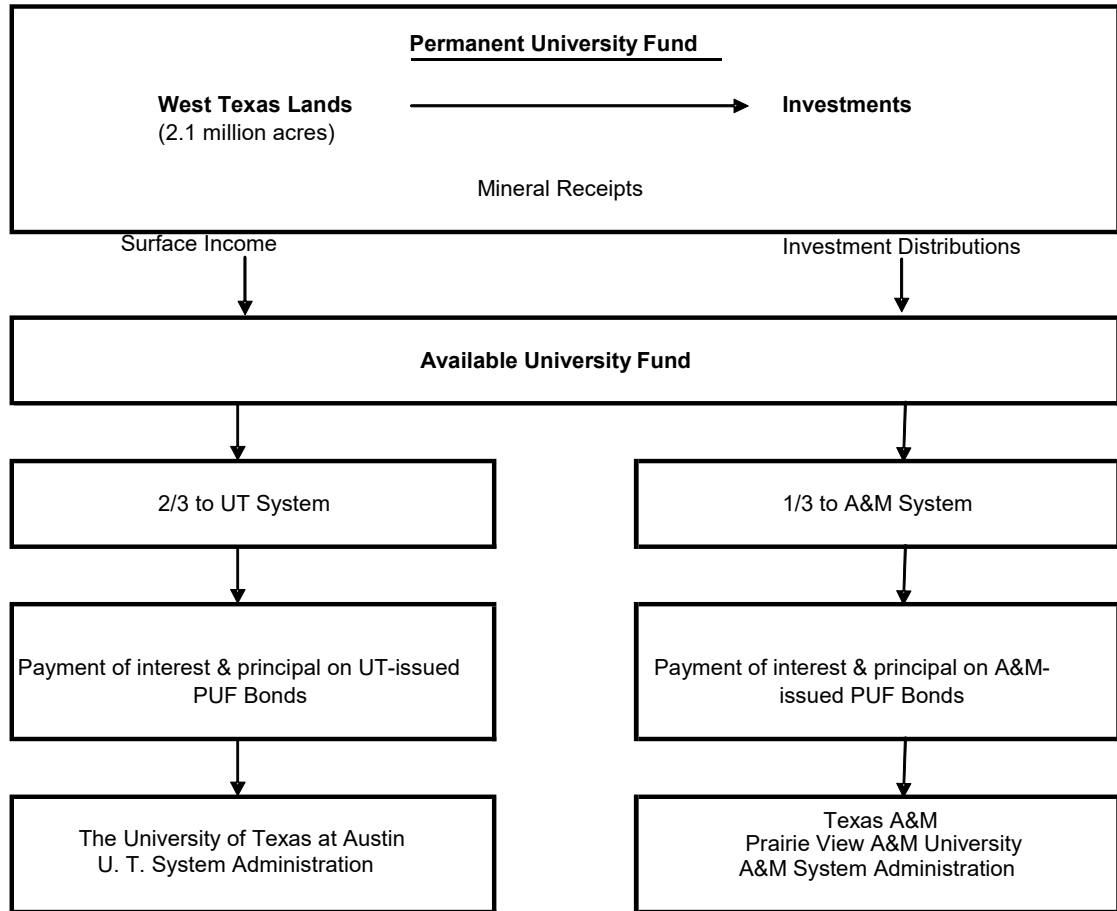 Permanent University Fund
West Texas Lands
(2.1 million acres)
Investments
Mineral Receipts
Surface Income
Investment Distributions
Available University Fund
2/3 to UT System
1/3 to A&M System
Payment of interest & principal on UT-issued
PUF Bonds
Payment of interest & principal on A&M-
issued PUF Bonds
The University of Texas at Austin
U. T. System Administration
Texas A&M
Prairie View A&M University
A&M System Administration